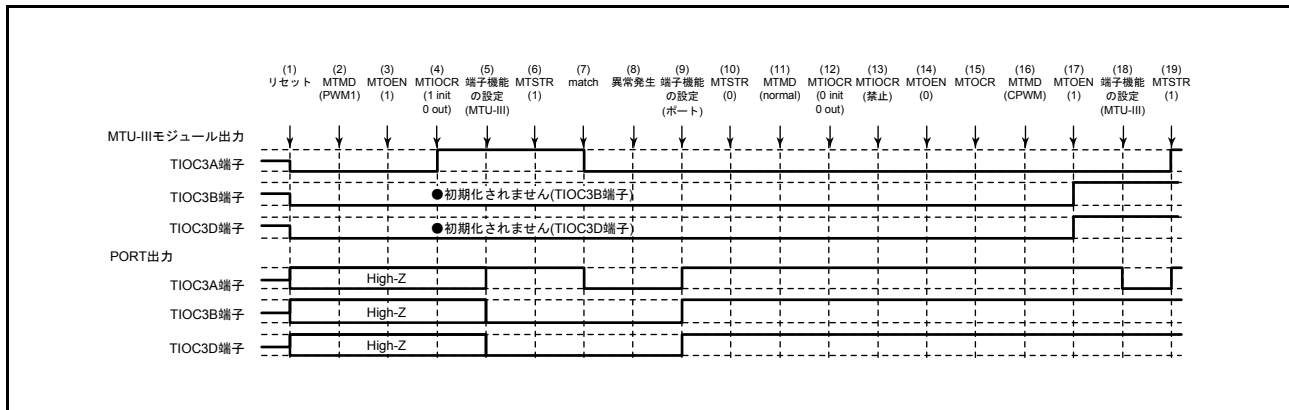 (1) (2) (3) (4) (5) (6) (7) (8) (9) (10) (11) (12) (13) (14) (15) (16) (17) (18) (19)
リセット MTMD MTOEN MTIOCR 端子機能 MTSTR match 異常発生 端子機能 MTSTR MTMD MTIOCR MTIOCR MTOEN MTOCR MTMD MTOEN 端子機能 MTSTR
(PWM1) (1) (1 init の設定 (1) の設定 (0) (normal) (0 init (禁止) (0) (CPWM) (1) の設定 (1)
0 out) (MTU-III) (ポート) 0 out) (MTU-III)
MTU-IIIモジュール出力
TIOC3A端子
TIOC3B端子 ●初期化されません(TIOC3B端子)
TIOC3D端子 ●初期化されません(TIOC3D端子)
PORT出力
TIOC3A端子 High-Z
TIOC3B端子 High-Z
TIOC3D端子 High-Z